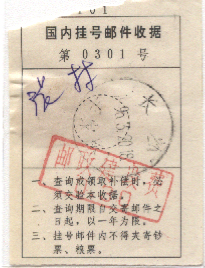 国内挂号邮件收据
第 0301 号
一、查询或领取补偿时,必
须交验本收据。
二、查询期限自交寄邮件之
日起,以一年为限。
三、挂号邮件内不得夹寄钞
票、粮票。